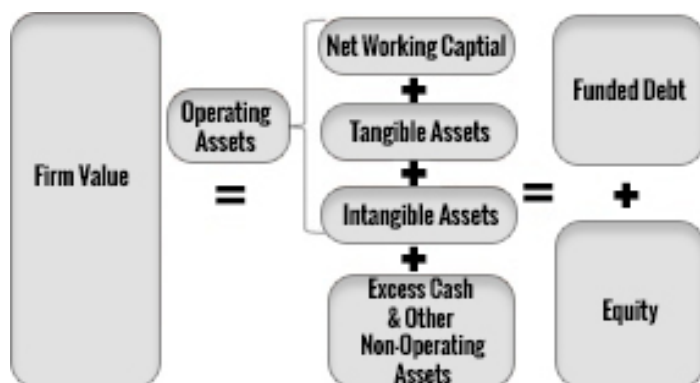 Firm Value
Operating
Assets
=
Net Working Captial
+
Tangible Assets
+
Intangible Assets
+
Excess Cash
& Other
Non-Operating
Assets
=
Funded Debt
+
Equity